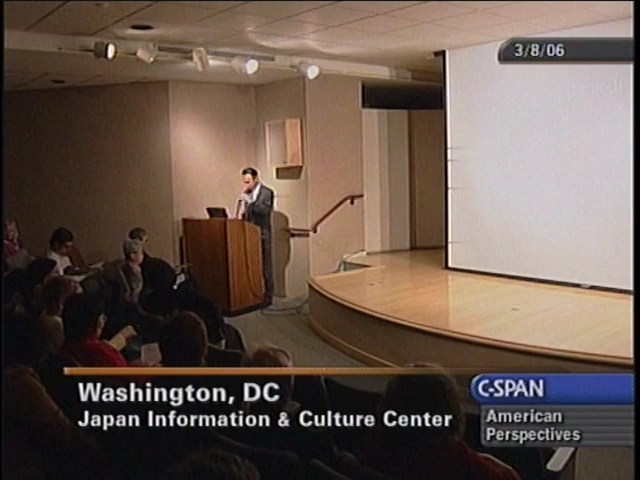 3/8/06
Washington, DC
Japan Information & Culture Center
C-SPAN
American
Perspectives